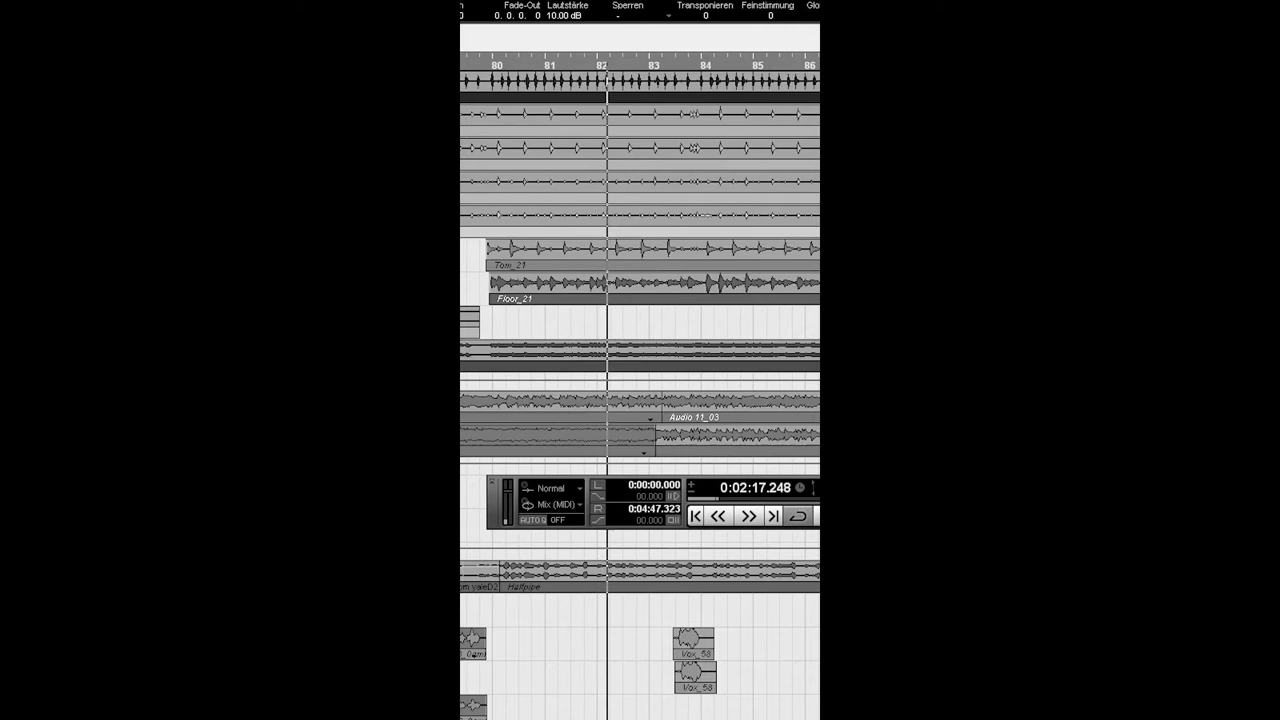 Fade-Out Lautstärke Sperren Transponieren Feinstimmung
0. 0. 0. 0 10.00 dB - 0 0
80 81 82 83 84 85 86
Tom_21
Floor_21
Audio 11_03
Normal
Mix (MIDI)
AUTO Q OFF
L 0:00:00.000
00.000
R 0:04:47.323
00.000
0:02:17.248
Halfpipe
Vox_58
Vox_58